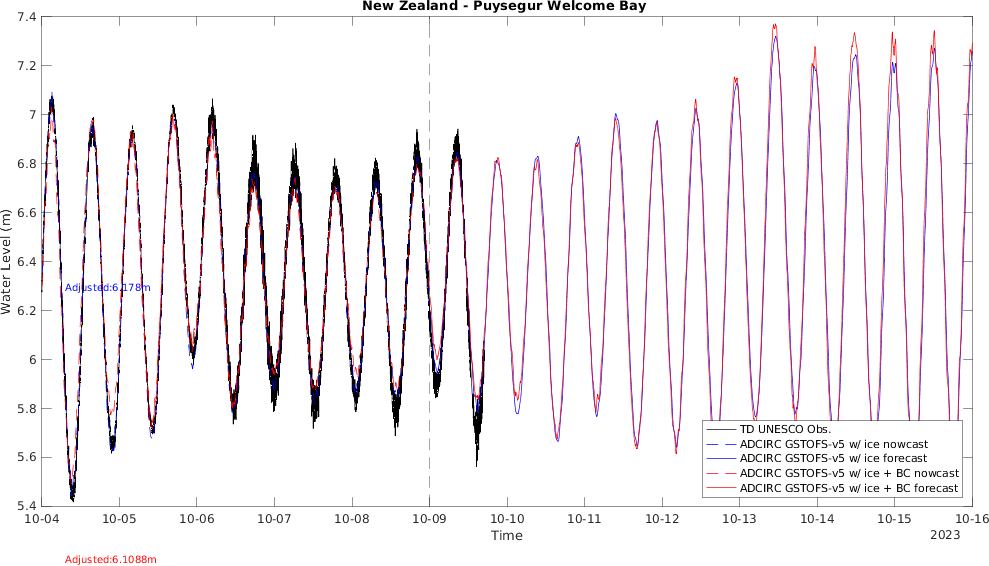 New Zealand - Puysegur Welcome Bay
7.4
7.2
7
6.8
6.6
6.4
6.2
6
5.8
5.6
5.4
Water Level (m)
Adjusted:6.178m
TD UNESCO Obs.
ADCIRC GSTOFS-v5 w/ ice nowcast
ADCIRC GSTOFS-v5 w/ ice forecast
ADCIRC GSTOFS-v5 w/ ice + BC nowcast
ADCIRC GSTOFS-v5 w/ ice + BC forecast
10-04 10-05 10-06 10-07 10-08 10-09 10-10 10-11 10-12 10-13 10-14 10-15 10-16
Time
2023
Adjusted:6.1088m